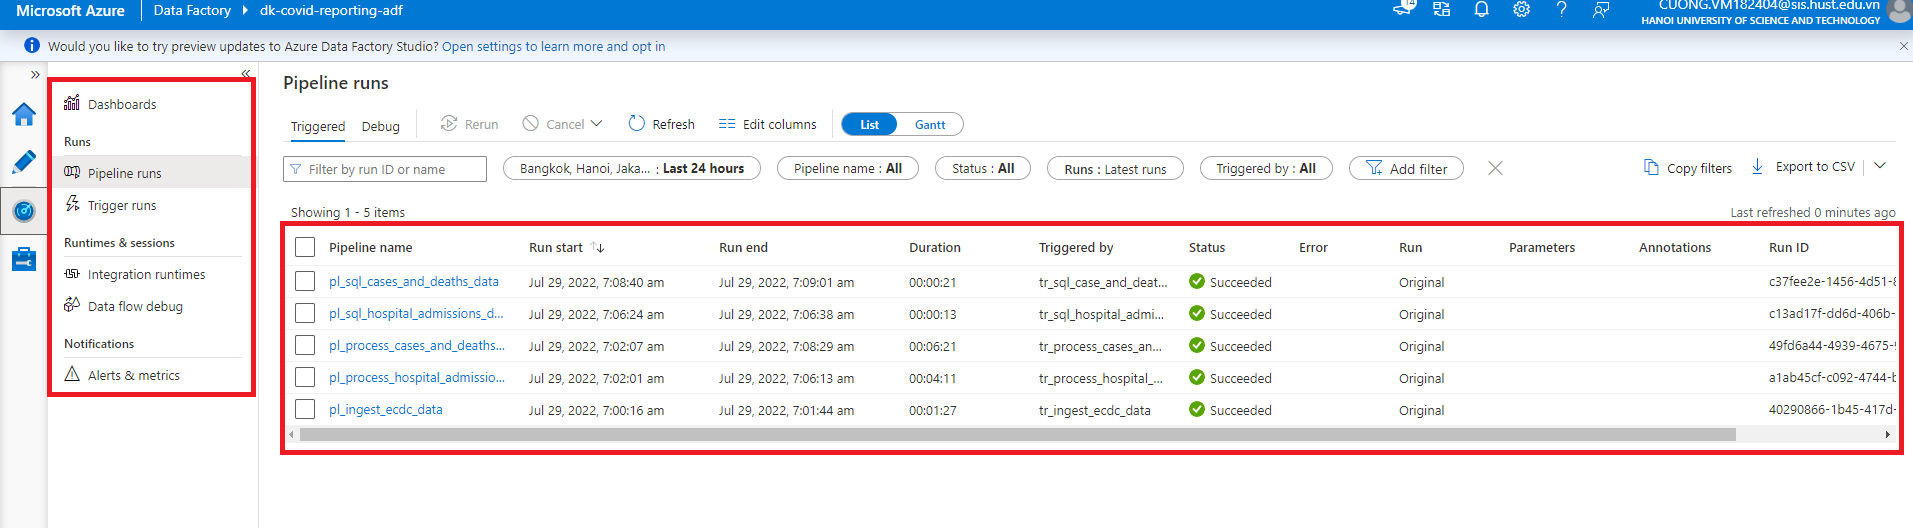 Microsoft Azure Data Factory dk-covid-reporting-adf 14 CUONG.VM182404@sis.hust.edu.vn
HANOI UNIVERSITY OF SCIENCE AND TECHNOLOGY
Would you like to try preview updates to Azure Data Factory Studio? Open settings to learn more and opt in
Dashboards
Runs
Pipeline runs
Trigger runs
Runtimes & sessions
Integration runtimes
Data flow debug
Notifications
Alerts & metrics
Pipeline runs
Triggered Debug Rerun Cancel Refresh Edit columns List Gantt
Filter by run ID or name Bangkok, Hanoi, Jaka... : Last 24 hours Pipeline name : All Status : All Runs : Latest runs Triggered by : All Add filter Copy filters Export to CSV
Showing 1 - 5 items Last refreshed 0 minutes ago
Pipeline name Run start Run end Duration Triggered by Status Error Run Parameters Annotations Run ID
pl_sql_cases_and_deaths_data Jul 29, 2022, 7:08:40 am Jul 29, 2022, 7:09:01 am 00:00:21 tr_sql_case_and_deat... Succeeded Original c37fee2e-1456-4d51-8
pl_sql_hospital_admissions_d... Jul 29, 2022, 7:06:24 am Jul 29, 2022, 7:06:38 am 00:00:13 tr_sql_hospital_admi... Succeeded Original c13ad17f-dd6d-406b-
pl_process_cases_and_deaths... Jul 29, 2022, 7:02:07 am Jul 29, 2022, 7:08:29 am 00:06:21 tr_process_cases_an... Succeeded Original 49fd6a44-4939-4675-
pl_process_hospital_admissio... Jul 29, 2022, 7:02:01 am Jul 29, 2022, 7:06:13 am 00:04:11 tr_process_hospital_... Succeeded Original a1ab45cf-c092-4744-b
pl_ingest_ecdc_data Jul 29, 2022, 7:00:16 am Jul 29, 2022, 7:01:44 am 00:01:27 tr_ingest_ecdc_data Succeeded Original 40290866-1b45-417d-